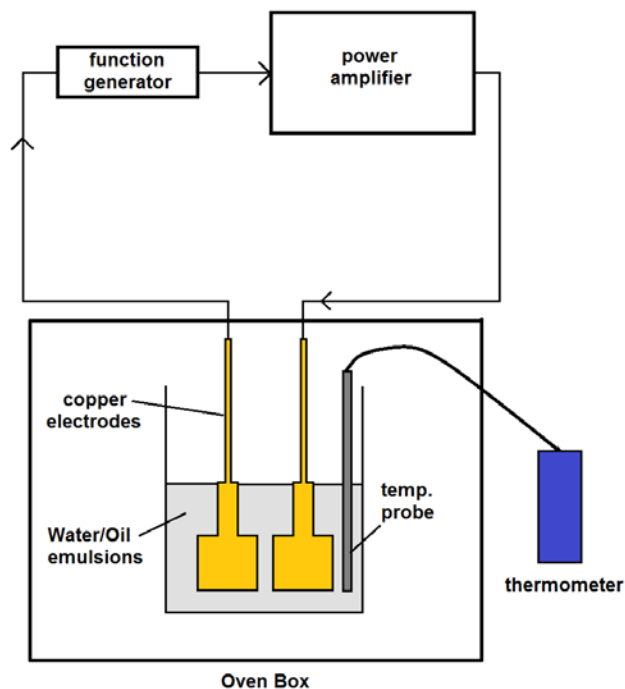 function
generator
power
amplifier
copper
electrodes
Water/Oil
emulsions
temp.
probe
thermometer
Oven Box